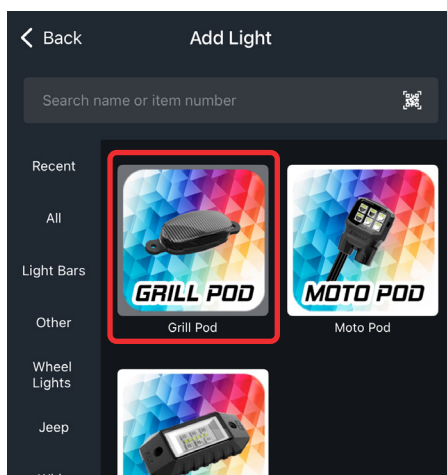 Back
Add Light
Search name or item number
Recent
All
Light Bars
Other
Wheel
Lights
Jeep
GRILL POD
Grill Pod
MOTO POD
Moto Pod